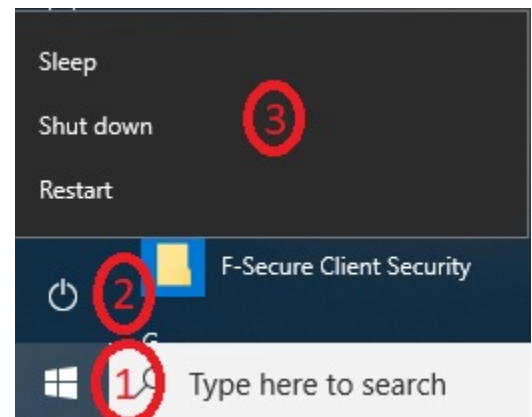 Sleep
Shut down
3
Restart
F-Secure Client Security
2
G
1
Type here to search